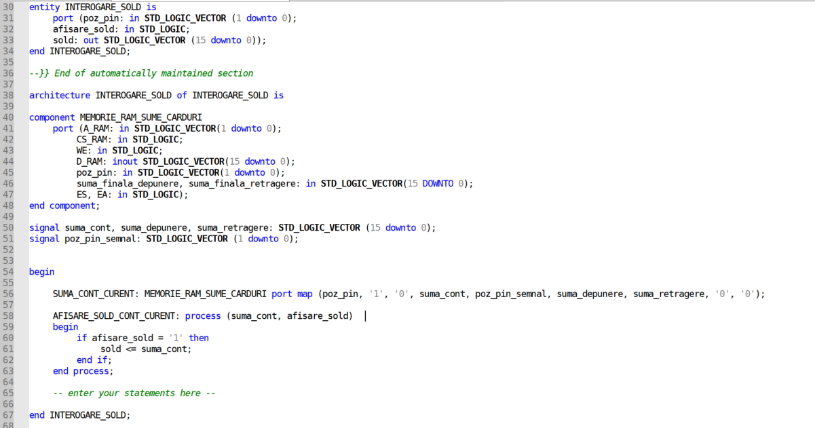 30 entity INTEROGARE_SOLD is
31 port (poz_pin: in STD_LOGIC_VECTOR (1 downto 0);
32 afisare_sold: in STD_LOGIC;
33 sold: out STD_LOGIC_VECTOR (15 downto 0));
34 end INTEROGARE_SOLD;
35
36 --}} End of automatically maintained section
37
38 architecture INTEROGARE_SOLD of INTEROGARE_SOLD is
39
40 component MEMORIE_RAM_SUME_CARDURI
41 port (A_RAM: in STD_LOGIC_VECTOR(1 downto 0);
42 CS_RAM: in STD_LOGIC;
43 WE: in STD_LOGIC;
44 D_RAM: inout STD_LOGIC_VECTOR(15 downto 0);
45 poz_pin: in STD_LOGIC_VECTOR(1 downto 0);
46 suma_finala_depunere, suma_finala_retragere: in STD_LOGIC_VECTOR(15 DOWNTO 0);
47 ES, EA: in STD_LOGIC);
48 end component;
49
50 signal suma_cont, suma_depunere, suma_retragere: STD_LOGIC_VECTOR (15 downto 0);
51 signal poz_pin_semnal: STD_LOGIC_VECTOR (1 downto 0);
52
53
54 begin
55
56 SUMA_CONT_CURENT: MEMORIE_RAM_SUME_CARDURI port map (poz_pin, '1', '0', suma_cont, poz_pin_semnal, suma_depunere, suma_retragere, '0', '0');
57
58 AFISARE_SOLD_CONT_CURENT: process (suma_cont, afisare_sold)
59 begin
60 if afisare_sold = '1' then
61 sold <= suma_cont;
62 end if;
63 end process;
64
65 -- enter your statements here --
66
67 end INTEROGARE_SOLD;
68